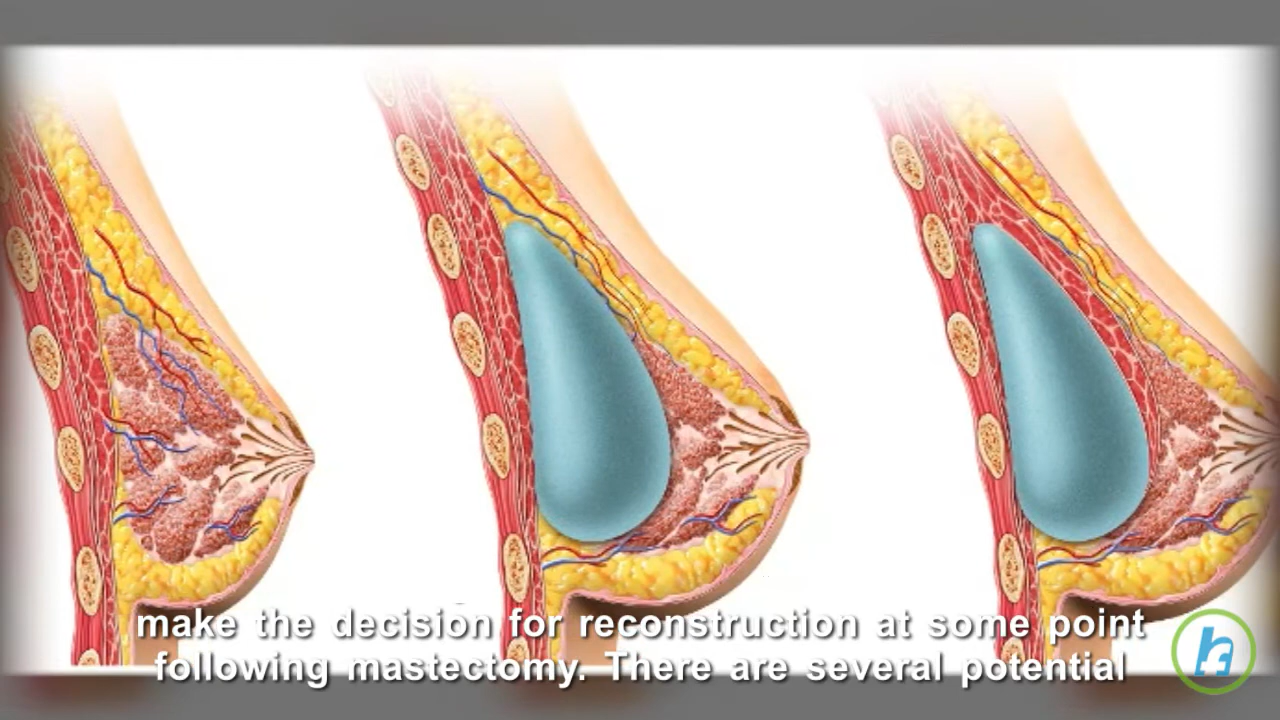 make the decision for reconstruction at some point
following mastectomy. There are several potential